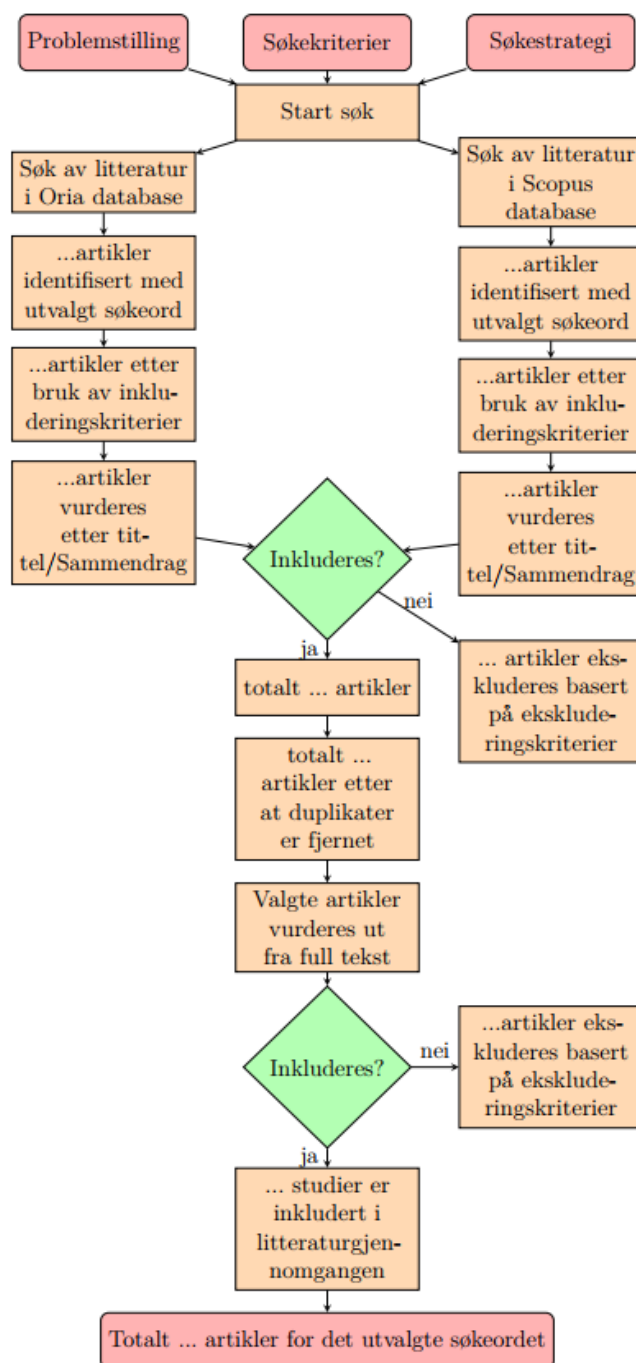 Problemstilling
Søkekriterier
Søkestrategi
Start søk
Søk av litteratur
i Oria database
Søk av litteratur
i Scopus
database
...artikler
identifisert med
utvalgt søkeord
...artikler
identifisert med
utvalgt søkeord
...artikler etter
bruk av inklu-
deringskriterier
...artikler etter
bruk av inklu-
deringskriterier
...artikler
vurderes
etter tit-
tel/Sammendrag
...artikler
vurderes
etter tit-
tel/Sammendrag
Inkluderes?
nei
ja
... artikler eks-
kluderes basert
på eksklude-
ringskriterier
totalt ... artikler
totalt ...
artikler etter
at duplikater
er fjernet
Valgte artikler
vurderes ut
fra full tekst
Inkluderes?
nei
...artikler eks-
kluderes basert
på eksklude-
ringskriterier
ja
... studier er
inkludert i
litteraturgjen-
nomgangen
Totalt ... artikler for det utvalgte søkeordet